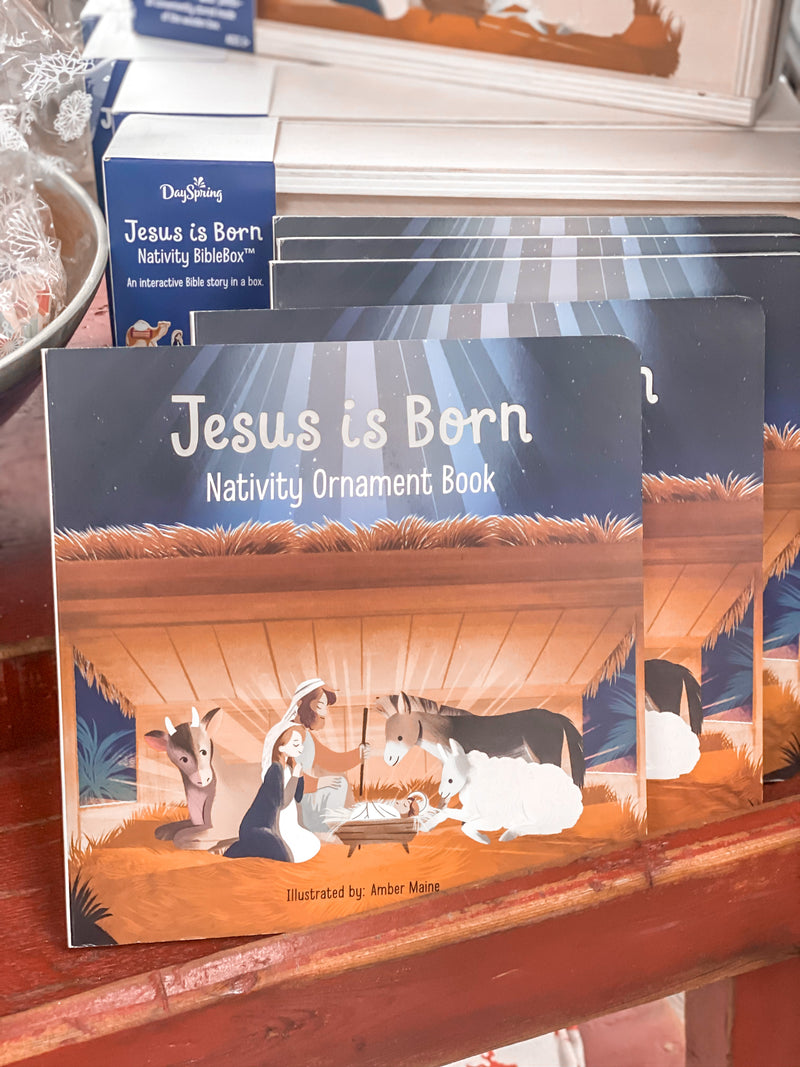 DaySpring
Jesus is Born
Nativity BibleBox™
An interactive Bible story in a box.
Jesus is Born
Nativity Ornament Book
Illustrated by: Amber Maine
n
J